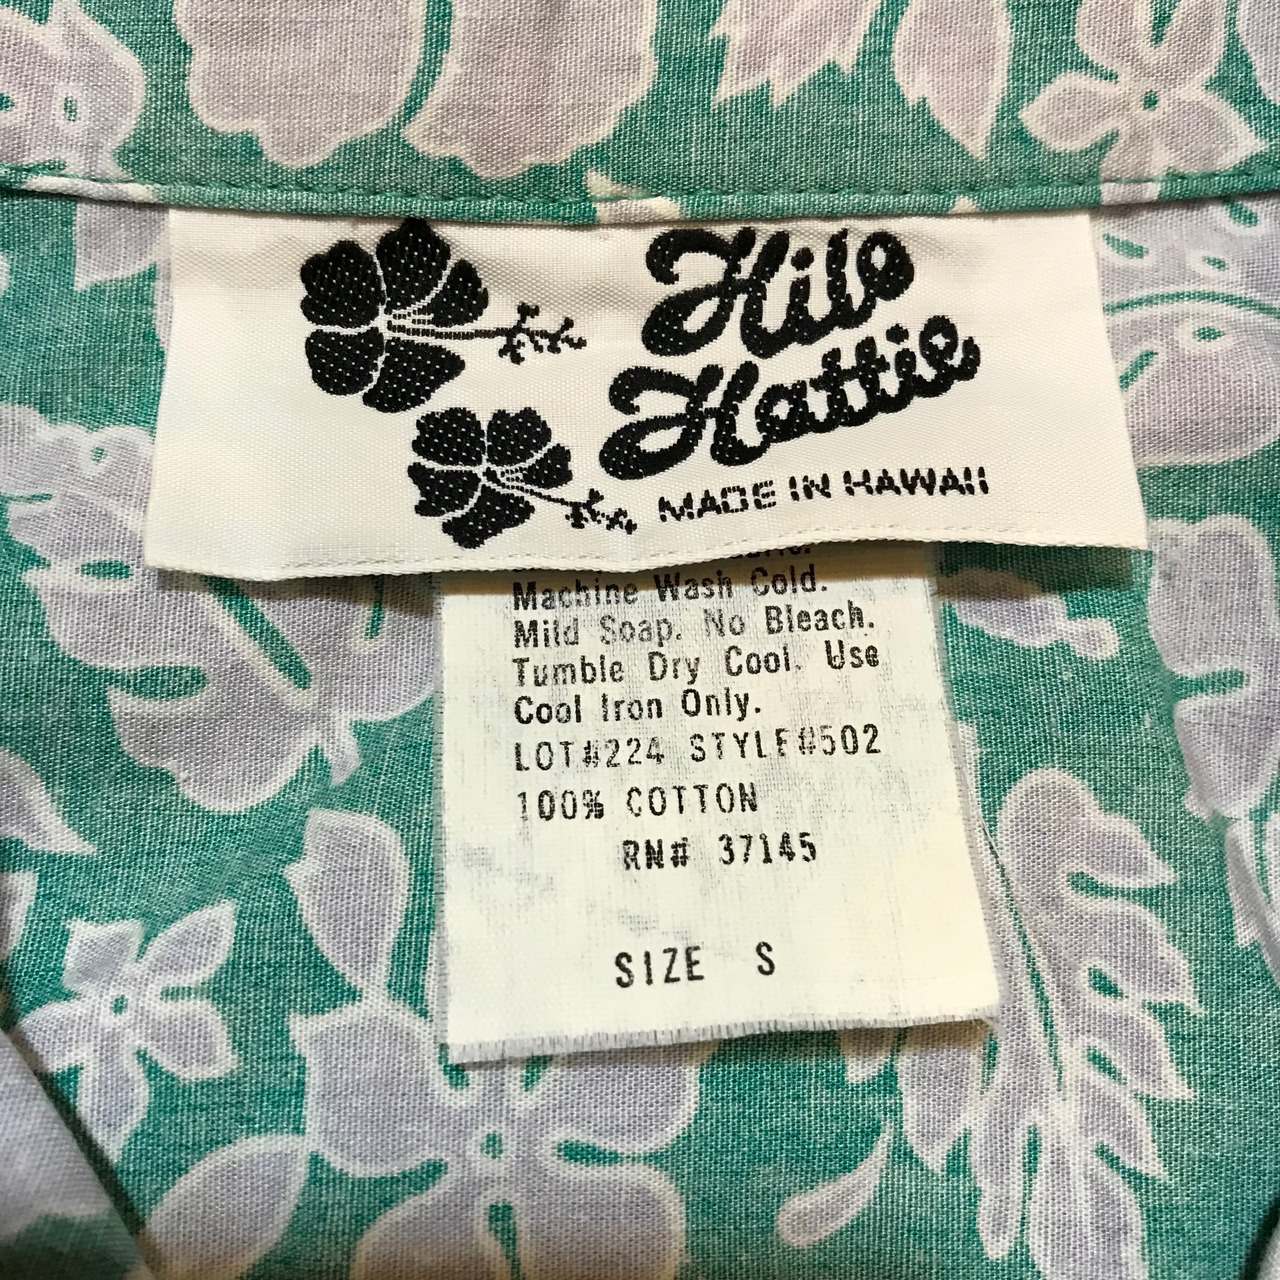 Hilo
Hattie
MADE IN HAWAII
Machine Wash Cold.
Mild Soap. No Bleach.
Tumble Dry Cool. Use
Cool Iron Only.
LOT#224 STYLE#502
100% COTTON
RN# 37145
SIZE S